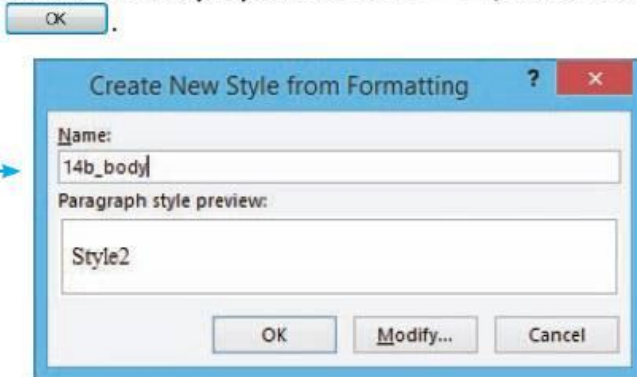 OK .
Create New Style from Formatting ? ×
Name:
14b_body
Paragraph style preview:
Style2
OK Modify... Cancel